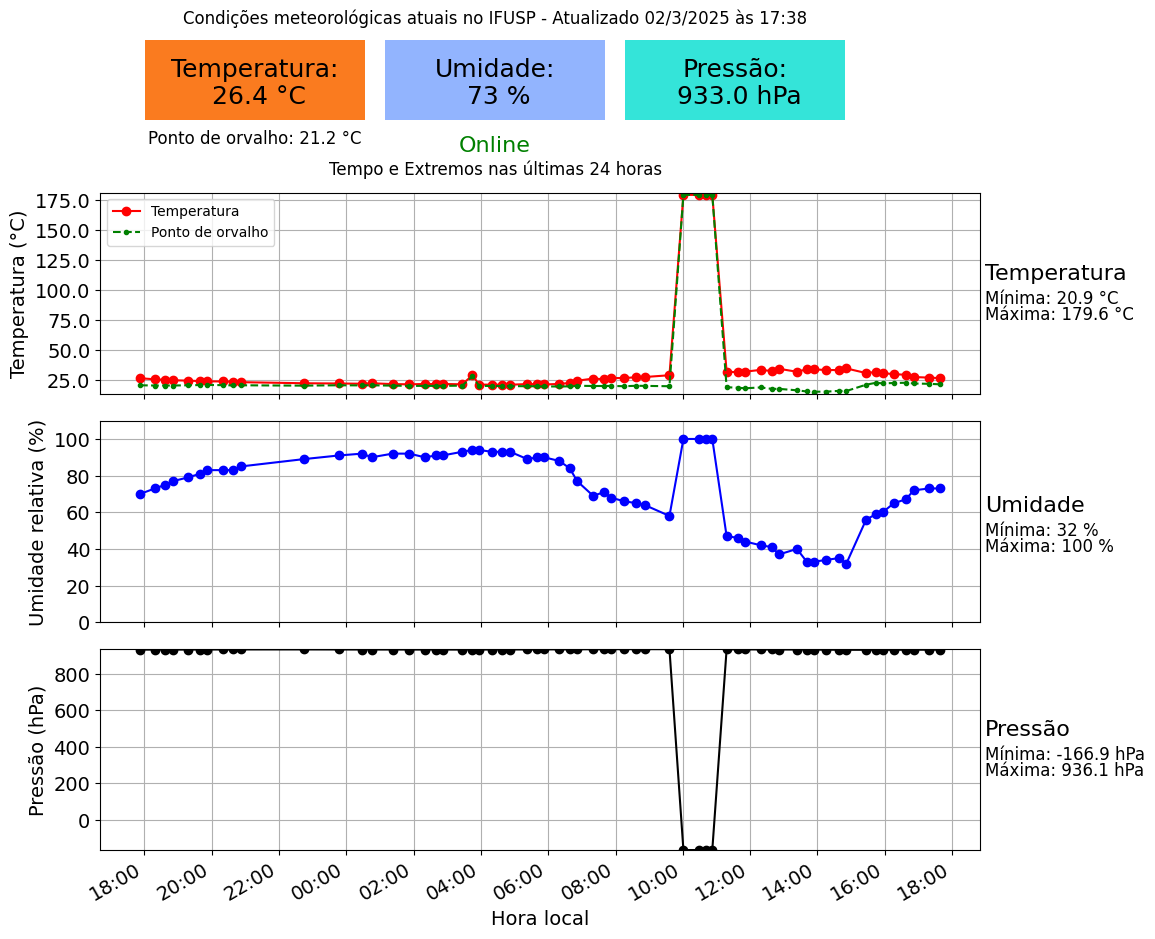 Condições meteorológicas atuais no IFUSP - Atualizado 02/3/2025 às 17:38
Temperatura:
26.4 °C
Umidade:
73 %
Pressão:
933.0 hPa
Ponto de orvalho: 21.2 °C
Online
Tempo e Extremos nas últimas 24 horas
Temperatura (°C)
175.0
150.0
125.0
100.0
75.0
50.0
25.0
Temperatura
Ponto de orvalho
Temperatura
Mínima: 20.9 °C
Máxima: 179.6 °C
Umidade relativa (%)
100
80
60
40
20
0
Umidade
Mínima: 32 %
Máxima: 100 %
Pressão (hPa)
800
600
400
200
0
Pressão
Mínima: -166.9 hPa
Máxima: 936.1 hPa
18:00 20:00 22:00 00:00 02:00 04:00 06:00 08:00 10:00 12:00 14:00 16:00 18:00
Hora local